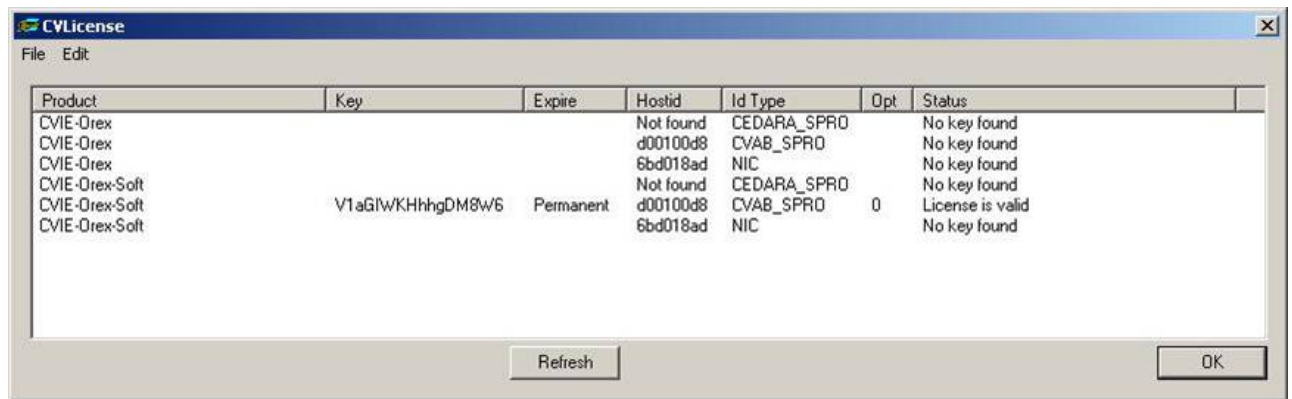 CVLicense
File Edit
Product Key Expire Hostid Id Type Opt Status
CVIE-Orex Not found CEDARA_SPRO No key found
CVIE-Orex d00100d8 CVAB_SPRO No key found
CVIE-Orex 6bd018ad NIC No key found
CVIE-Orex-Soft Not found CEDARA_SPRO No key found
CVIE-Orex-Soft V1aGIWKHhhgDM8W6 Permanent d00100d8 CVAB_SPRO 0 License is valid
CVIE-Orex-Soft 6bd018ad NIC No key found
Refresh OK